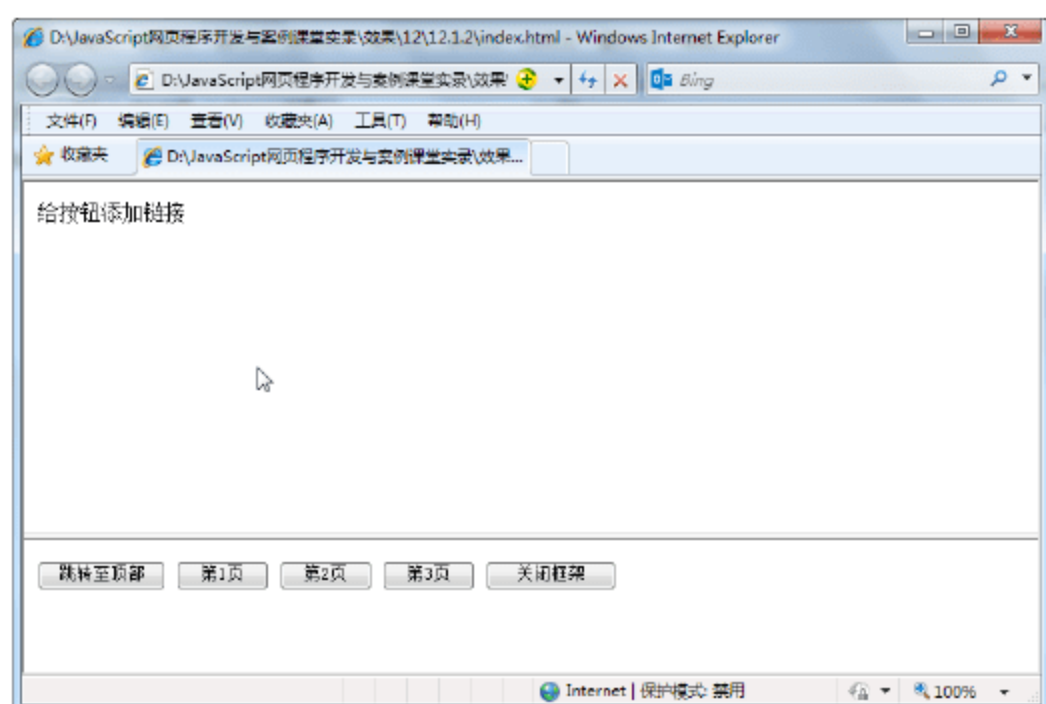 D:\JavaScript网页程序开发与案例课堂实录\效果\12\12.1.2\index.html - Windows Internet Explorer
D:\JavaScript网页程序开发与案例课堂实录\效果\ Bing
文件(F) 编辑(E) 查看(V) 收藏夹(A) 工具(T) 帮助(H)
收藏夹 D:\JavaScript网页程序开发与案例课堂实录\效果...
给按钮添加链接
跳转至顶部 第1页 第2页 第3页 关闭框架
Internet | 保护模式: 禁用 100%